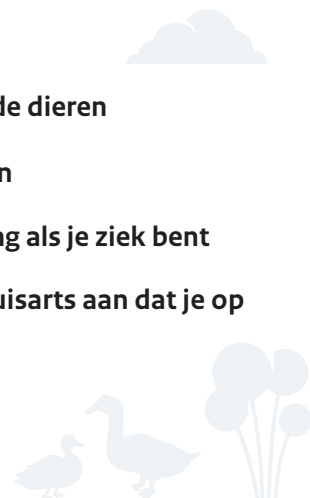 de dieren
n
ng als je ziek bent
uisarts aan dat je op